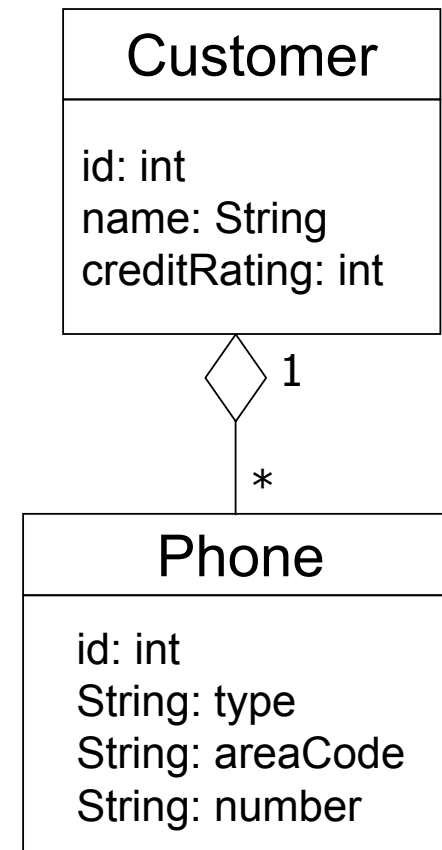 Customer
id: int
name: String
creditRating: int
1
*
Phone
id: int
String: type
String: areaCode
String: number